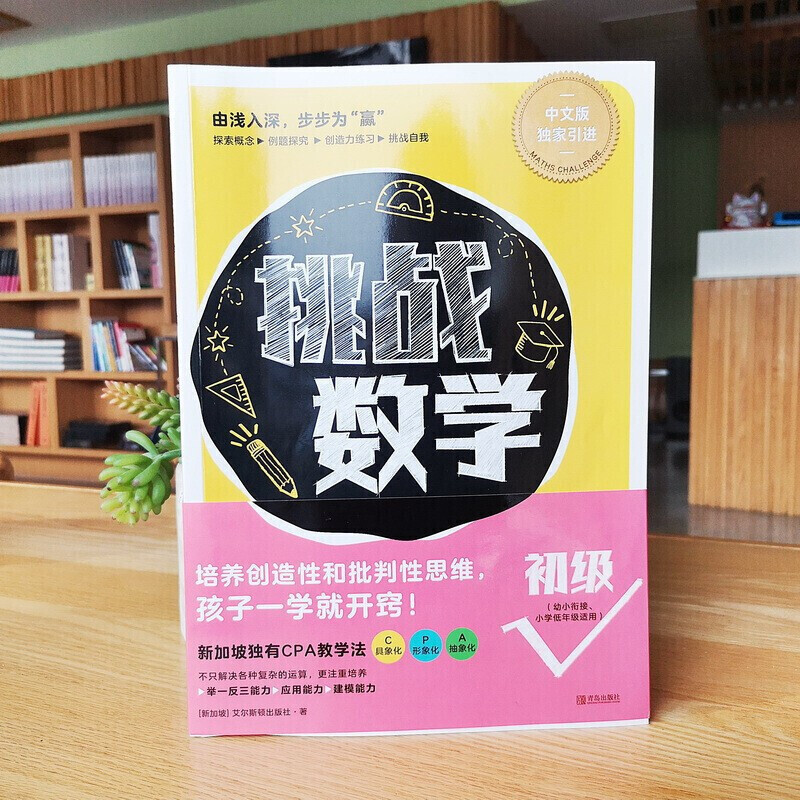 由浅入深，步步为“赢”
探索概念▶例题探究▶创造力练习▶挑战自我
中文版
独家引进
MATHS CHALLENGE
挑战
数学
培养创造性和批判性思维，
孩子一学就开窍！
初级
（幼小衔接、
小学低年级适用）
新加坡独有CPA教学法
C
具象化
P
形象化
A
抽象化
不只解决各种复杂的运算，更注重培养
▶举一反三能力▶应用能力▶建模能力
[新加坡] 艾尔斯顿出版社·著
青岛出版社